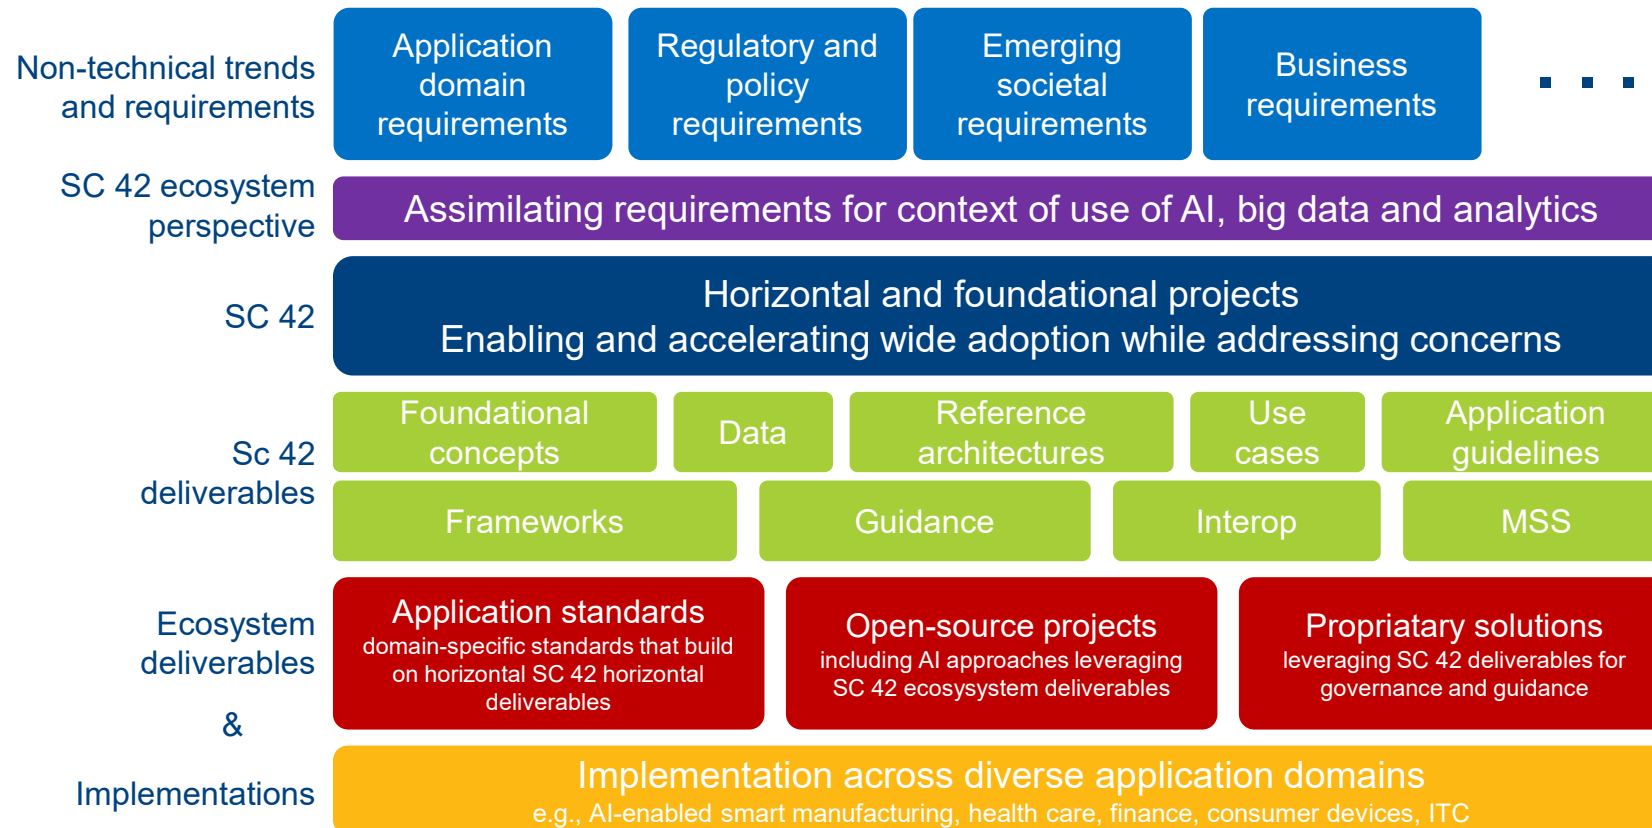 Non-technical trends
and requirements
Application
domain
requirements
Regulatory and
policy
requirements
Emerging
societal
requirements
Business
requirements
. . .
SC 42 ecosystem
perspective
Assimilating requirements for context of use of AI, big data and analytics
SC 42
Horizontal and foundational projects
Enabling and accelerating wide adoption while addressing concerns
Sc 42
deliverables
Foundational
concepts
Data
Reference
architectures
Use
cases
Application
guidelines
Frameworks
Guidance
Interop
MSS
Ecosystem
deliverables
&
Implementations
Application standards
domain-specific standards that build
on horizontal SC 42 horizontal
deliverables
Open-source projects
including AI approaches leveraging
SC 42 ecosysystem deliverables
Propriatary solutions
leveraging SC 42 deliverables for
governance and guidance
Implementation across diverse application domains
e.g., AI-enabled smart manufacturing, health care, finance, consumer devices, ITC